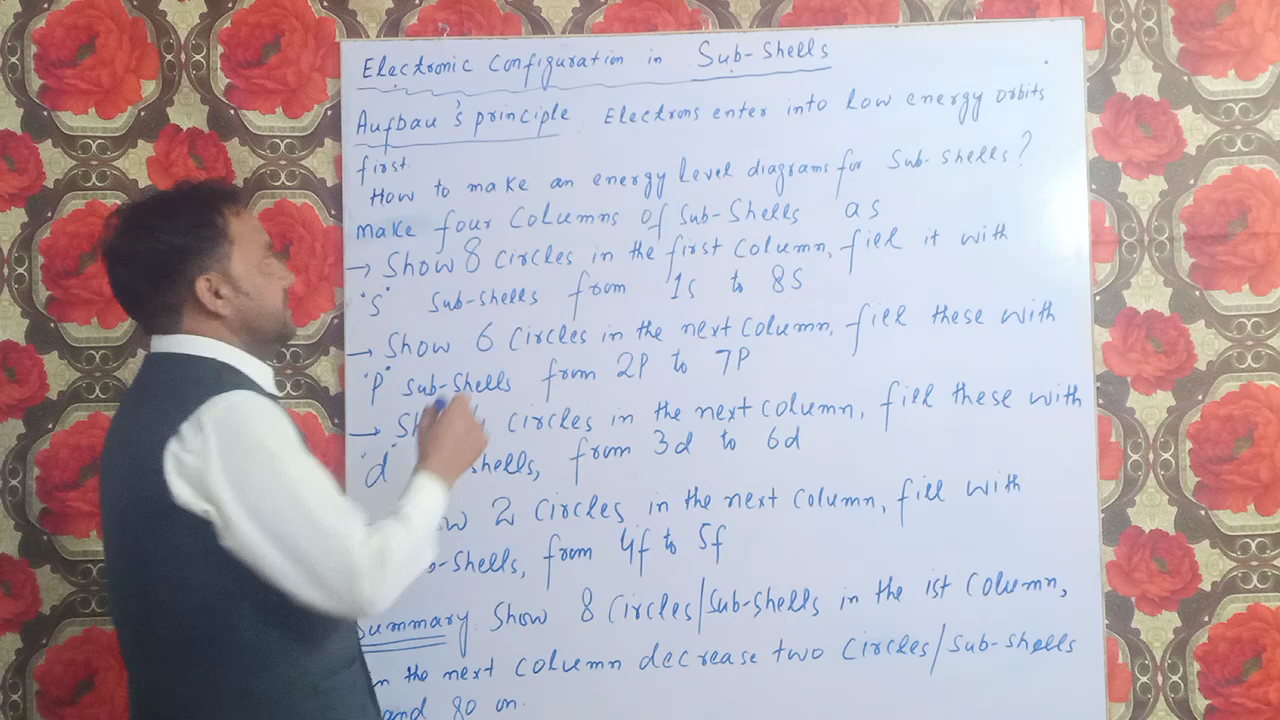 Electronic Configuration in Sub-Shells
Aufbau's principle. Electrons enter into low energy orbits
first.
How to make an energy level diagrams for Sub-shells?
make four Columns of Sub-Shells as
→ Show 8 circles in the first column, fill it with
"s" sub-shells from 1s to 8s
→ Show 6 circles in the next column, fill these with
"p" sub-shells from 2p to 7p
→ circles in the next column, fill these with
"d" shells, from 3d to 6d
2 circles in the next column, fill with
-shells, from 4f to 5f
Summary: Show 8 circles/sub-shells in the 1st column,
in the next column decrease two circles/sub-shells
and so on.